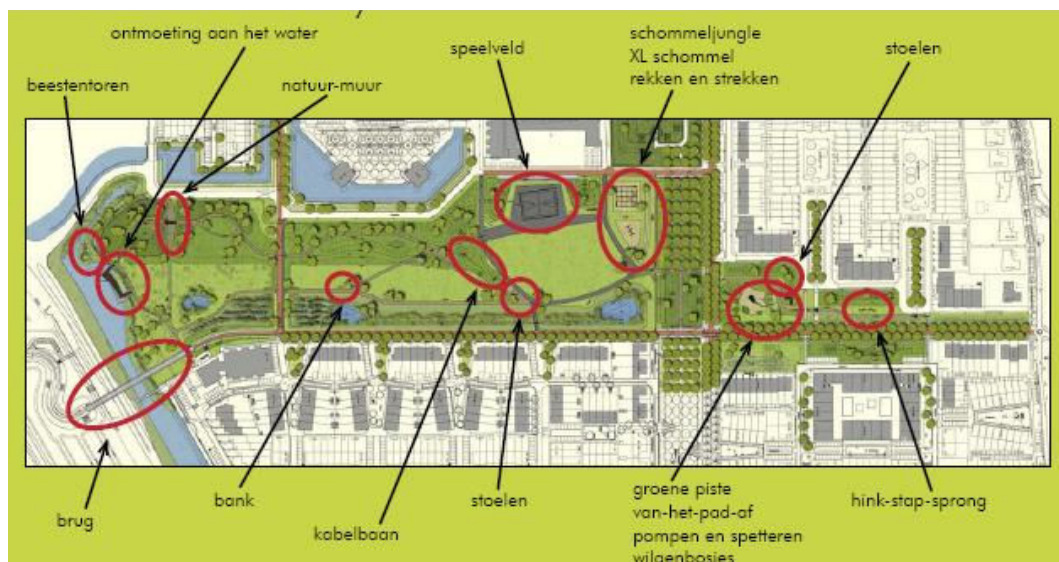 ontmoeting aan het water
beestentoren
natuur-muur
speelveld
schommeljungle
XL schommel
rekken en strekken
stoelen
brug
bank
kabelbaan
stoelen
groene piste
van-het-pad-af
pompen en spetteren
wilgenbosjes
hink-stap-sprong